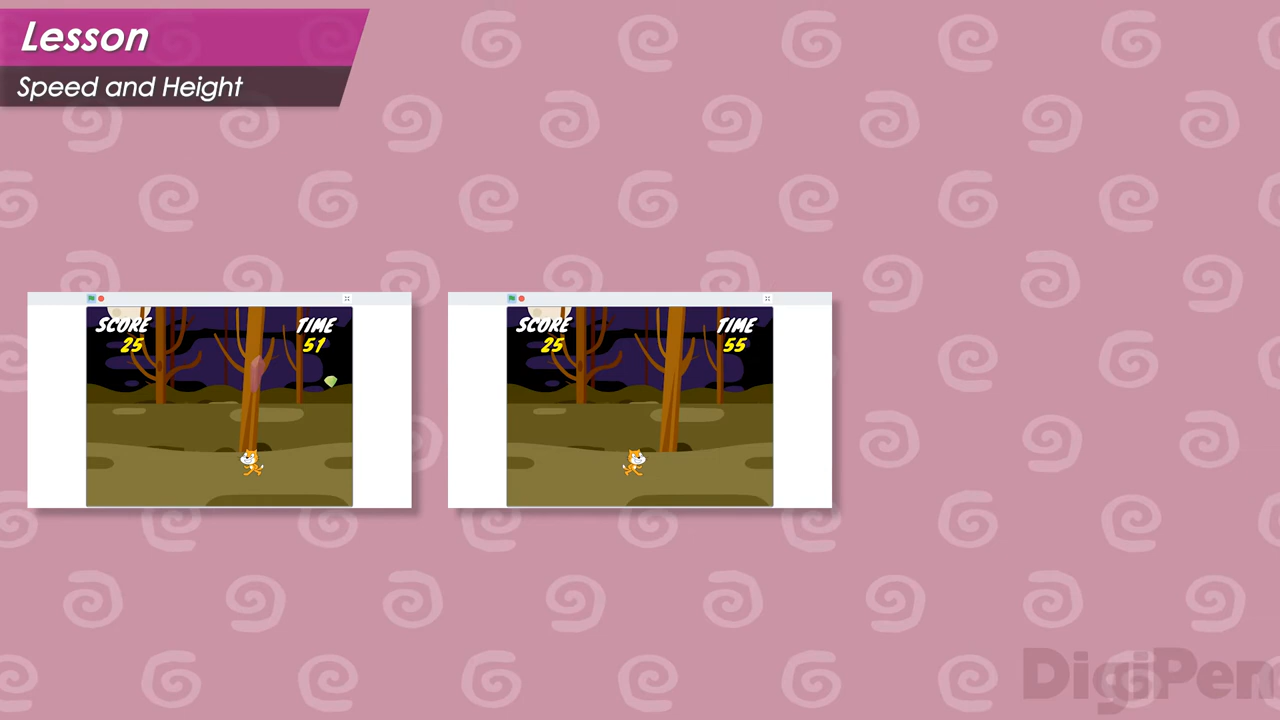 Lesson
Speed and Height
SCORE
25
TIME
51
SCORE
25
TIME
55
DigiPen